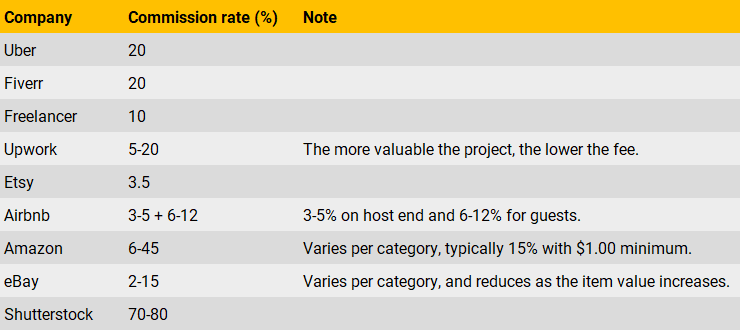 Company Commission rate (%) Note
Uber 20
Fiverr 20
Freelancer 10
Upwork 5-20 The more valuable the project, the lower the fee.
Etsy 3.5
Airbnb 3-5 + 6-12 3-5% on host end and 6-12% for guests.
Amazon 6-45 Varies per category, typically 15% with $1.00 minimum.
eBay 2-15 Varies per category, and reduces as the item value increases.
Shutterstock 70-80